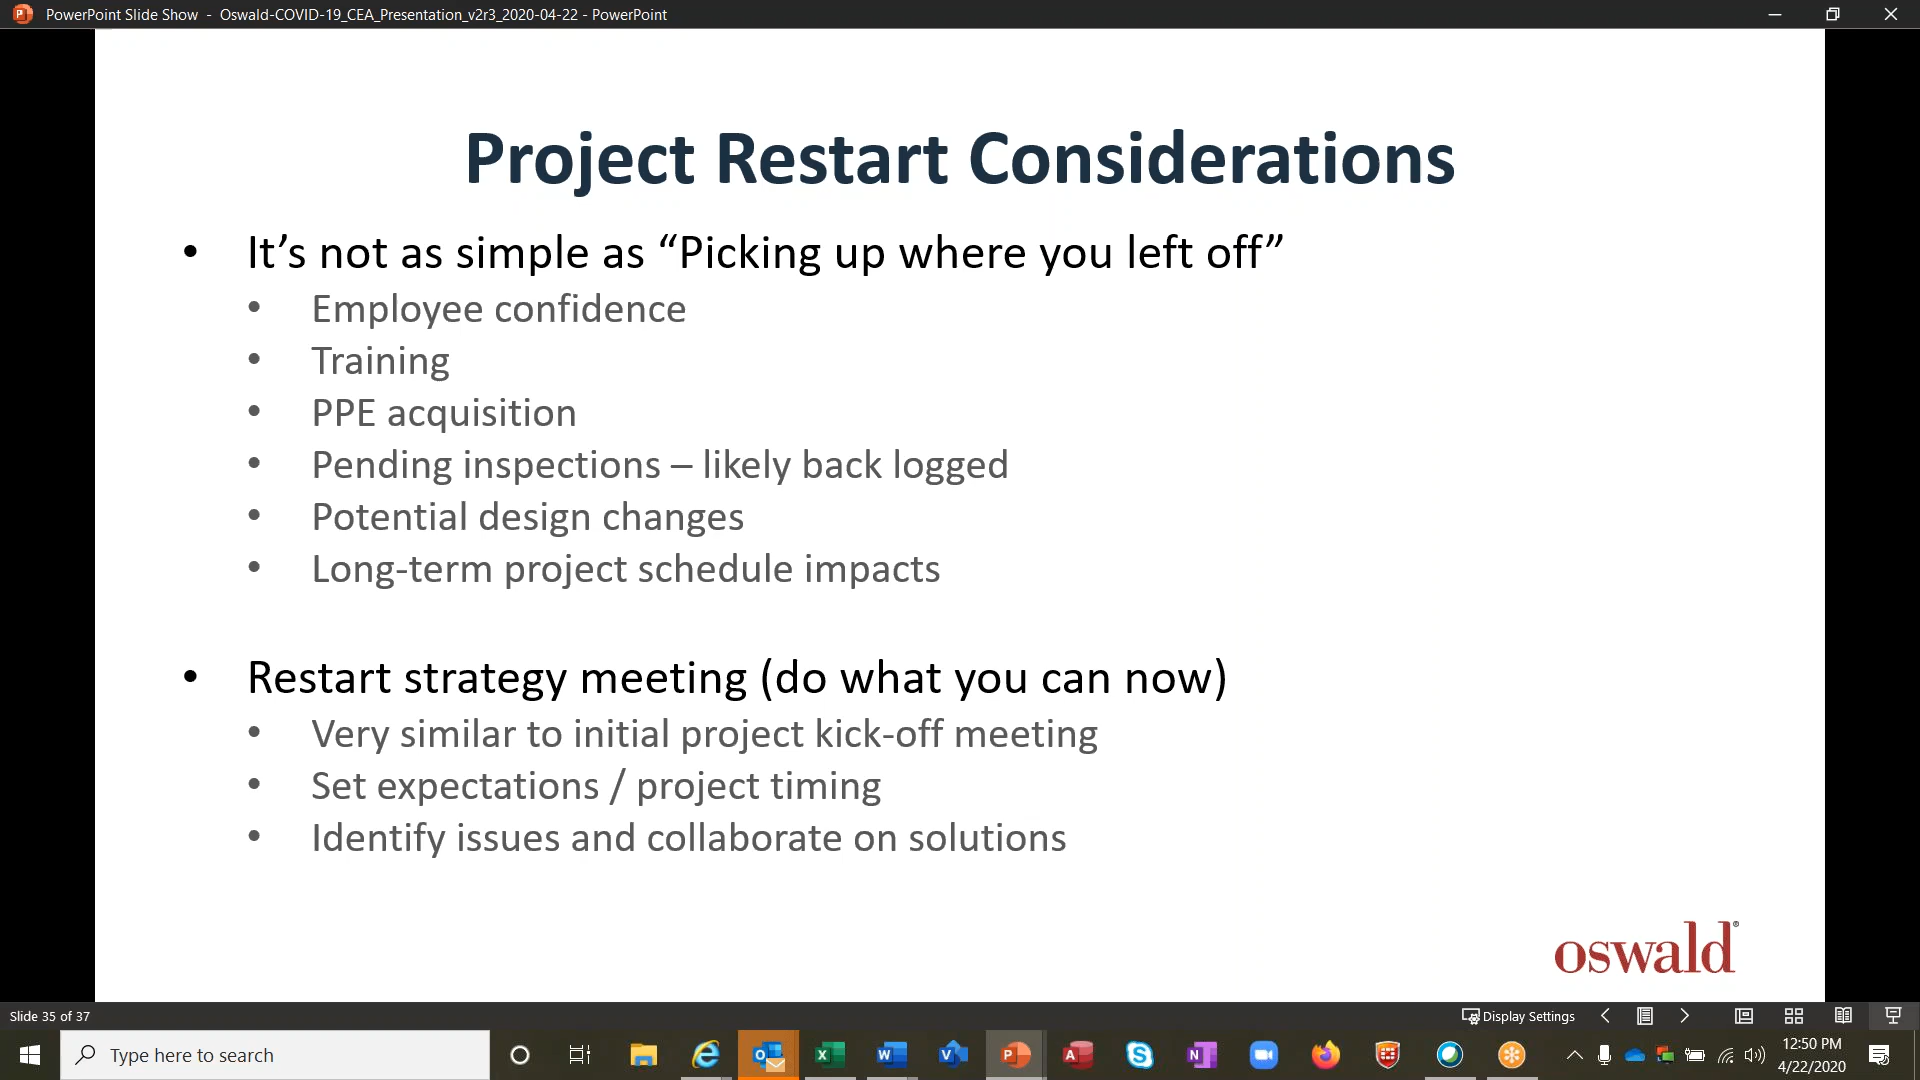 PowerPoint Slide Show - Oswald-COVID-19_CEA_Presentation_v2r3_2020-04-22 - PowerPoint
Project Restart Considerations
• It’s not as simple as “Picking up where you left off”
• Employee confidence
• Training
• PPE acquisition
• Pending inspections – likely back logged
• Potential design changes
• Long-term project schedule impacts
• Restart strategy meeting (do what you can now)
• Very similar to initial project kick-off meeting
• Set expectations / project timing
• Identify issues and collaborate on solutions
oswald®
Slide 35 of 37
Display Settings
Type here to search
12:50 PM
4/22/2020